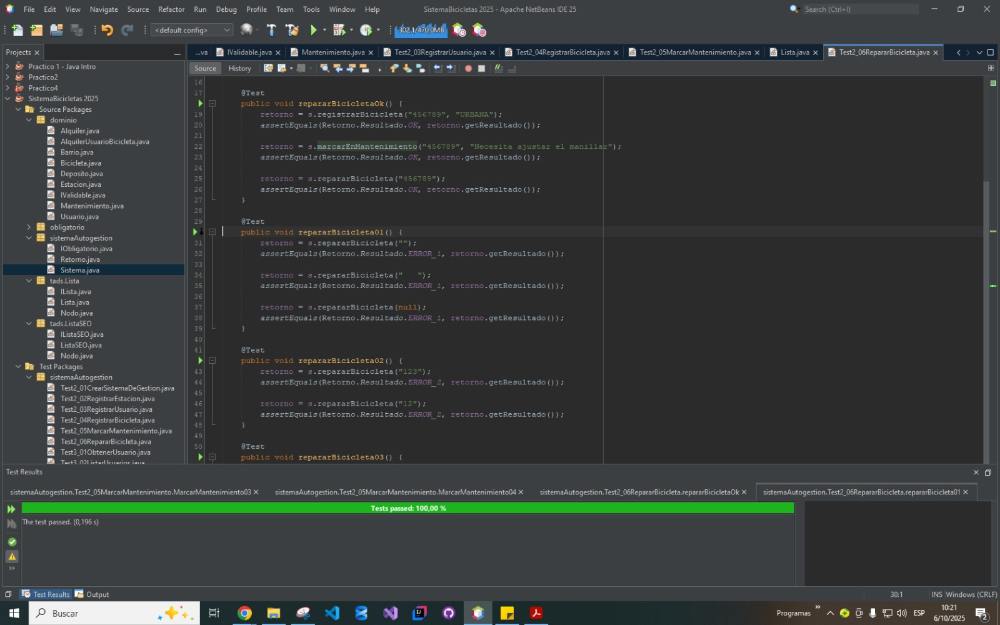 File Edit View Navigate Source Refactor Run Debug Profile Team Tools Window Help
SistemaBicicletas 2025 - Apache NetBeans IDE 25
Search (Ctrl+I)
<default config>
302,1/470,0MB
Projects
...va
IValidable.java
Mantenimiento.java
Test2_03RegistrarUsuario.java
Test2_04RegistrarBicicleta.java
Test2_05MarcarMantenimiento.java
Lista.java
Test2_06RepararBicicleta.java
Source
History
Practico 1 - Java Intro
Practico2
Practico4
SistemaBicicletas 2025
Source Packages
dominio
Alquiler.java
AlquilerUsuarioBicicleta.java
Barrio.java
Bicicleta.java
Deposito.java
Estacion.java
IValidable.java
Mantenimiento.java
Usuario.java
obligatorio
sistemaAutogestion
IObligatorio.java
Retorno.java
Sistema.java
tads.Lista
ILista.java
Lista.java
Nodo.java
tads.ListaSEO
IListaSEO.java
ListaSEO.java
Nodo.java
Test Packages
sistemaAutogestion
Test2_01CrearSistemaDeGestion.java
Test2_02RegistrarEstacion.java
Test2_03RegistrarUsuario.java
Test2_04RegistrarBicicleta.java
Test2_05MarcarMantenimiento.java
Test2_06RepararBicicleta.java
Test3_01ObtenerUsuario.java
Test3_02ListarUsuarios.java
16
17 @Test
public void repararBicicletaOk() {
19 retorno = s.registrarBicicleta("456789", "URBANA");
20 assertEquals(Retorno.Resultado.OK, retorno.getResultado());
21
22 retorno = s.marcarEnMantenimiento("456789", "Necesita ajustar el manillar");
23 assertEquals(Retorno.Resultado.OK, retorno.getResultado());
24
25 retorno = s.repararBicicleta("456789");
26 assertEquals(Retorno.Resultado.OK, retorno.getResultado());
27 }
28
29 @Test
public void repararBicicleta01() {
31 retorno = s.repararBicicleta("");
32 assertEquals(Retorno.Resultado.ERROR_1, retorno.getResultado());
33
34 retorno = s.repararBicicleta("   ");
35 assertEquals(Retorno.Resultado.ERROR_1, retorno.getResultado());
36
37 retorno = s.repararBicicleta(null);
38 assertEquals(Retorno.Resultado.ERROR_1, retorno.getResultado());
39 }
40
41 @Test
public void repararBicicleta02() {
43 retorno = s.repararBicicleta("123");
44 assertEquals(Retorno.Resultado.ERROR_2, retorno.getResultado());
45
46 retorno = s.repararBicicleta("12");
47 assertEquals(Retorno.Resultado.ERROR_2, retorno.getResultado());
48 }
49
50 @Test
public void repararBicicleta03() {
Test Results
sistemaAutogestion.Test2_05MarcarMantenimiento.MarcarMantenimiento03
sistemaAutogestion.Test2_05MarcarMantenimiento.MarcarMantenimiento04
sistemaAutogestion.Test2_06RepararBicicleta.repararBicicletaOk
sistemaAutogestion.Test2_06RepararBicicleta.repararBicicleta01
Tests passed: 100,00 %
The test passed. (0,196 s)
Test Results
Output
30:1
INS
Windows (CRLF)
Buscar
Programas
ESP
10:21
6/10/2025
2